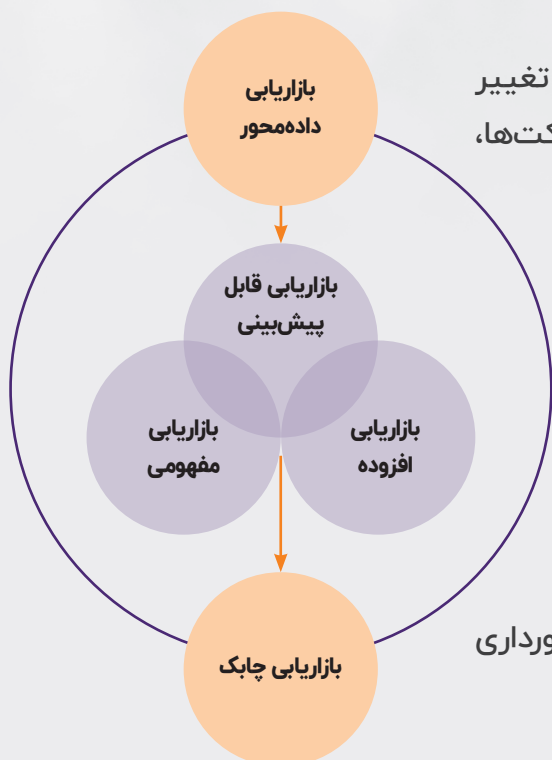 بازاریابی
داده‌محور
تغییر
کت‌ها،
بازاریابی قابل
پیش‌بینی
بازاریابی
افزوده
بازاریابی
مفهومی
ورداری
بازاریابی چابک